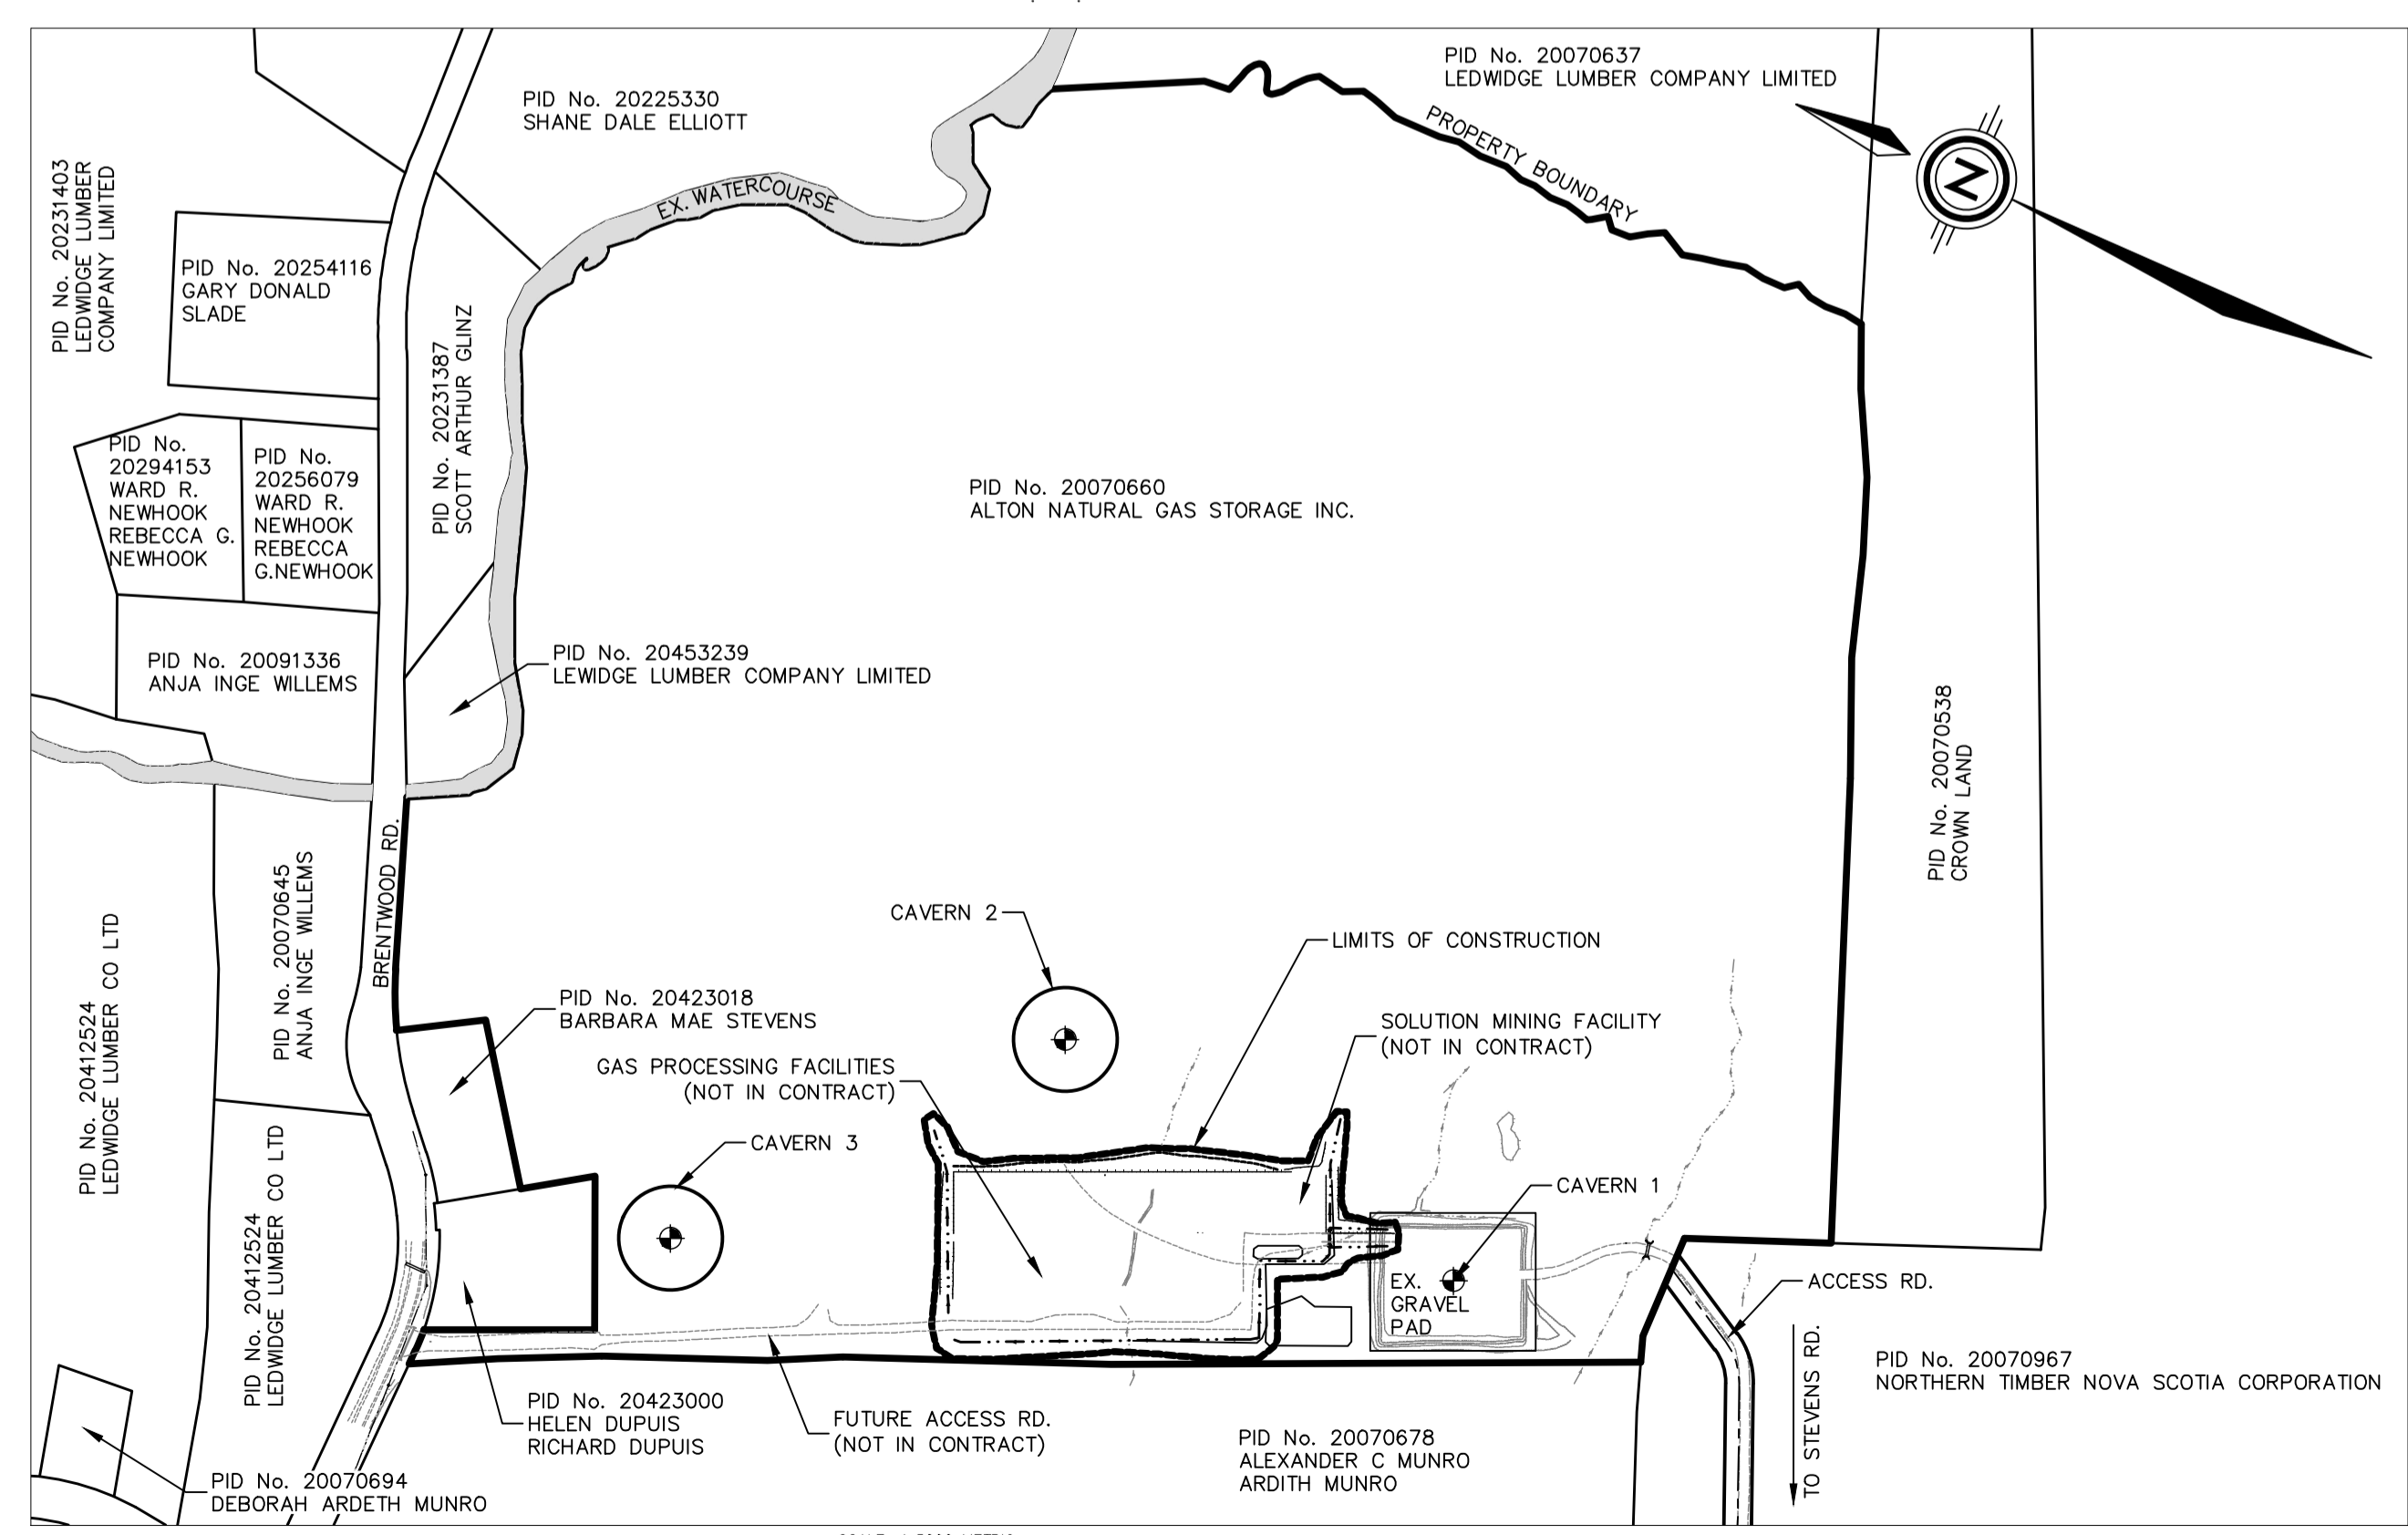 PID No. 20070637
LEDWIDGE LUMBER COMPANY LIMITED
PID No. 20225330
SHANE DALE ELLIOTT
PROPERTY BOUNDARY
N
PID No. 20231403
LEDWIDGE LUMBER
COMPANY LIMITED
EX. WATERCOURSE
PID No. 20254116
GARY DONALD
SLADE
PID No. 20231387
SCOTT ARTHUR GLINZ
PID No.
20294153
WARD R.
NEWHOOK
REBECCA G.
NEWHOOK
PID No.
20256079
WARD R.
NEWHOOK
REBECCA
G.NEWHOOK
PID No. 20070660
ALTON NATURAL GAS STORAGE INC.
PID No. 20091336
ANJA INGE WILLEMS
PID No. 20453239
LEWIDGE LUMBER COMPANY LIMITED
PID No. 20070538
CROWN LAND
BRENTWOOD RD.
PID No. 20070645
ANJA INGE WILLEMS
PID No. 20412524
LEDWIDGE LUMBER CO LTD
CAVERN 2
LIMITS OF CONSTRUCTION
PID No. 20423018
BARBARA MAE STEVENS
SOLUTION MINING FACILITY
(NOT IN CONTRACT)
GAS PROCESSING FACILITIES
(NOT IN CONTRACT)
CAVERN 3
CAVERN 1
PID No. 20412524
LEDWIDGE LUMBER CO LTD
EX.
GRAVEL
PAD
ACCESS RD.
TO STEVENS RD.
PID No. 20070967
NORTHERN TIMBER NOVA SCOTIA CORPORATION
PID No. 20423000
HELEN DUPUIS
RICHARD DUPUIS
FUTURE ACCESS RD.
(NOT IN CONTRACT)
PID No. 20070678
ALEXANDER C MUNRO
ARDITH MUNRO
PID No. 20070694
DEBORAH ARDETH MUNRO